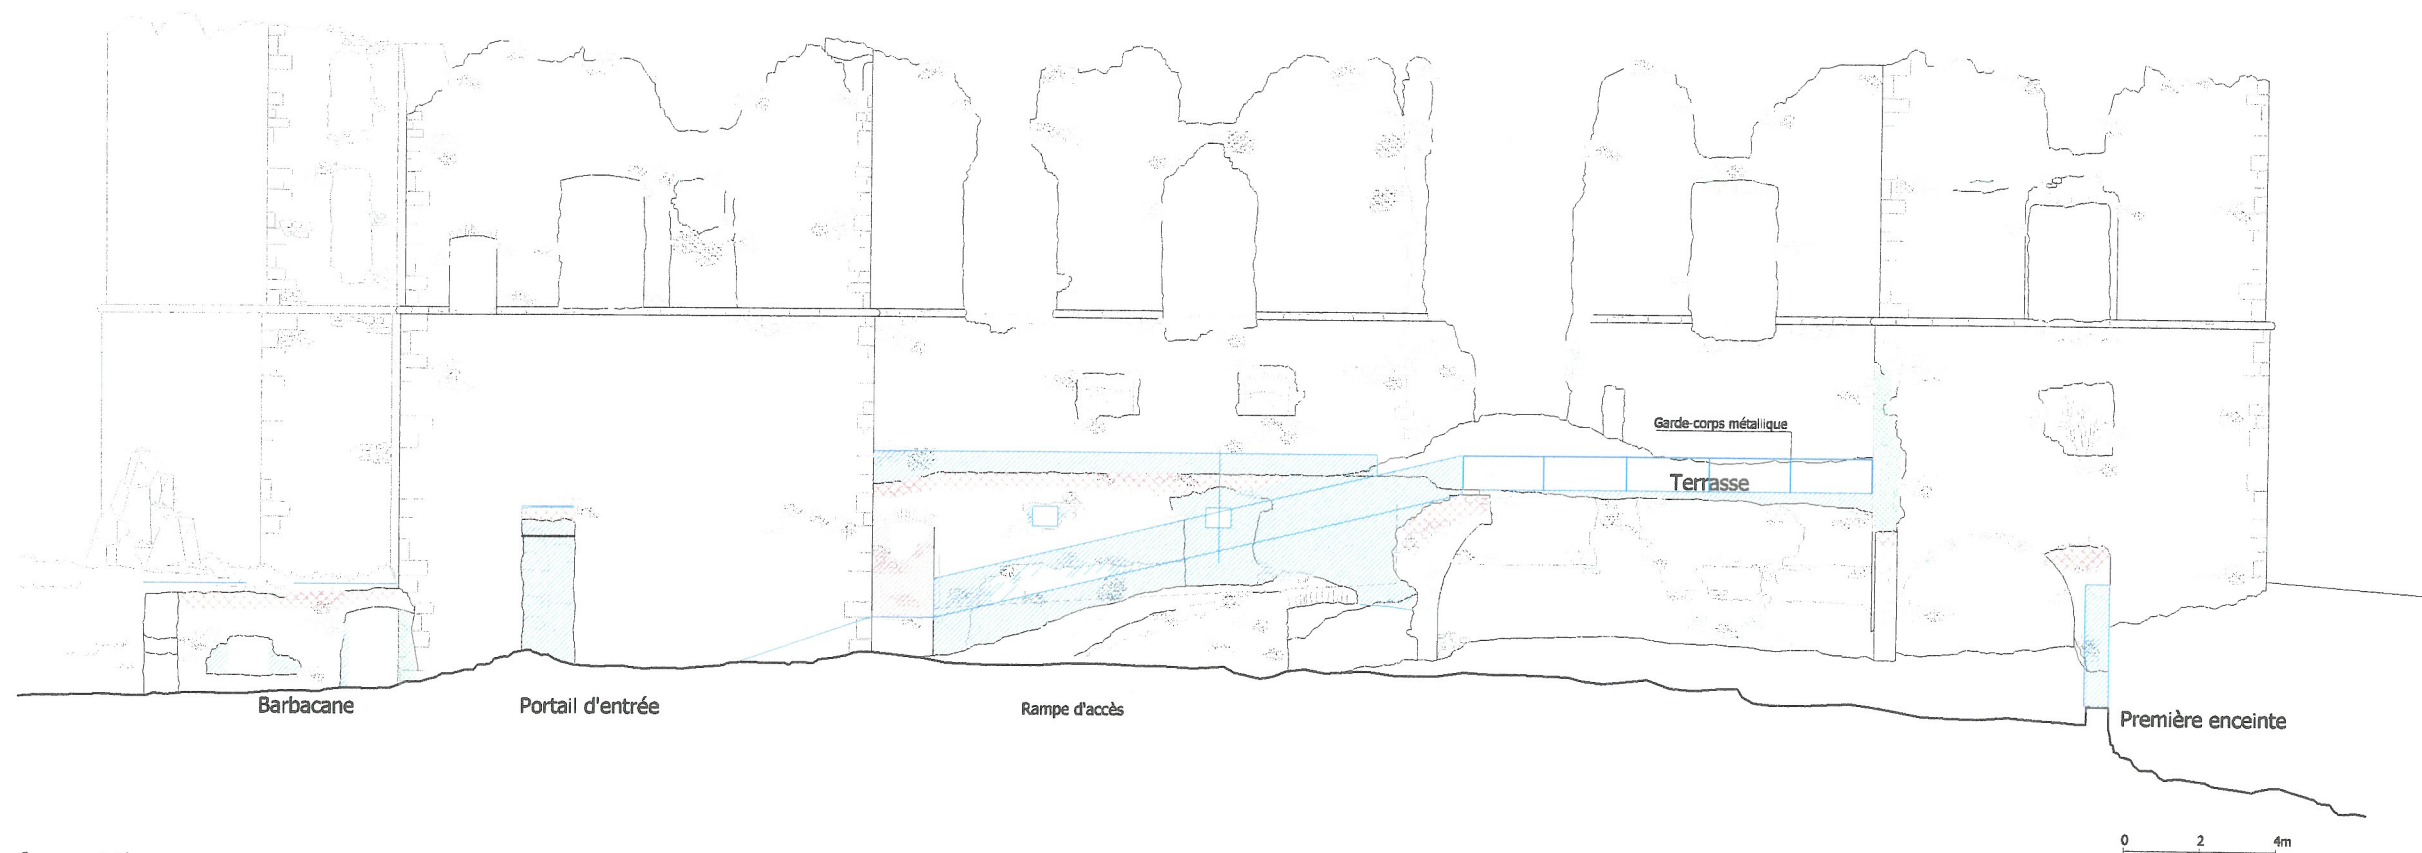 Garde-corps métallique
Terrasse
Barbacane
Portail d'entrée
Rampe d'accès
Première enceinte
0 2 4m